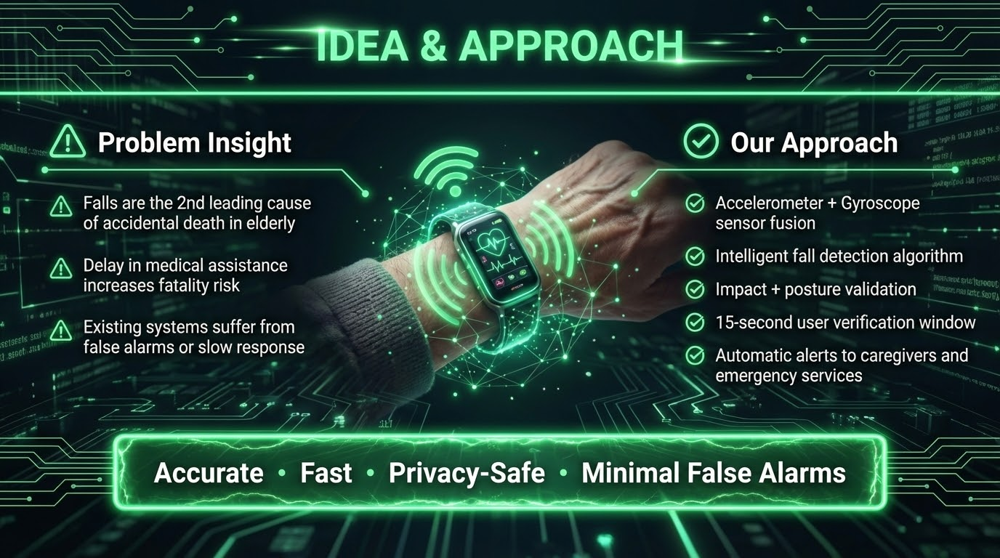 IDEA & APPROACH
Problem Insight
Falls are the 2nd leading cause
of accidental death in elderly
Delay in medical assistance
increases fatality risk
Existing systems suffer from
false alarms or slow response
Our Approach
Accelerometer + Gyroscope
sensor fusion
Intelligent fall detection algorithm
Impact + posture validation
15-second user verification window
Automatic alerts to caregivers and
emergency services
Accurate • Fast • Privacy-Safe • Minimal False Alarms